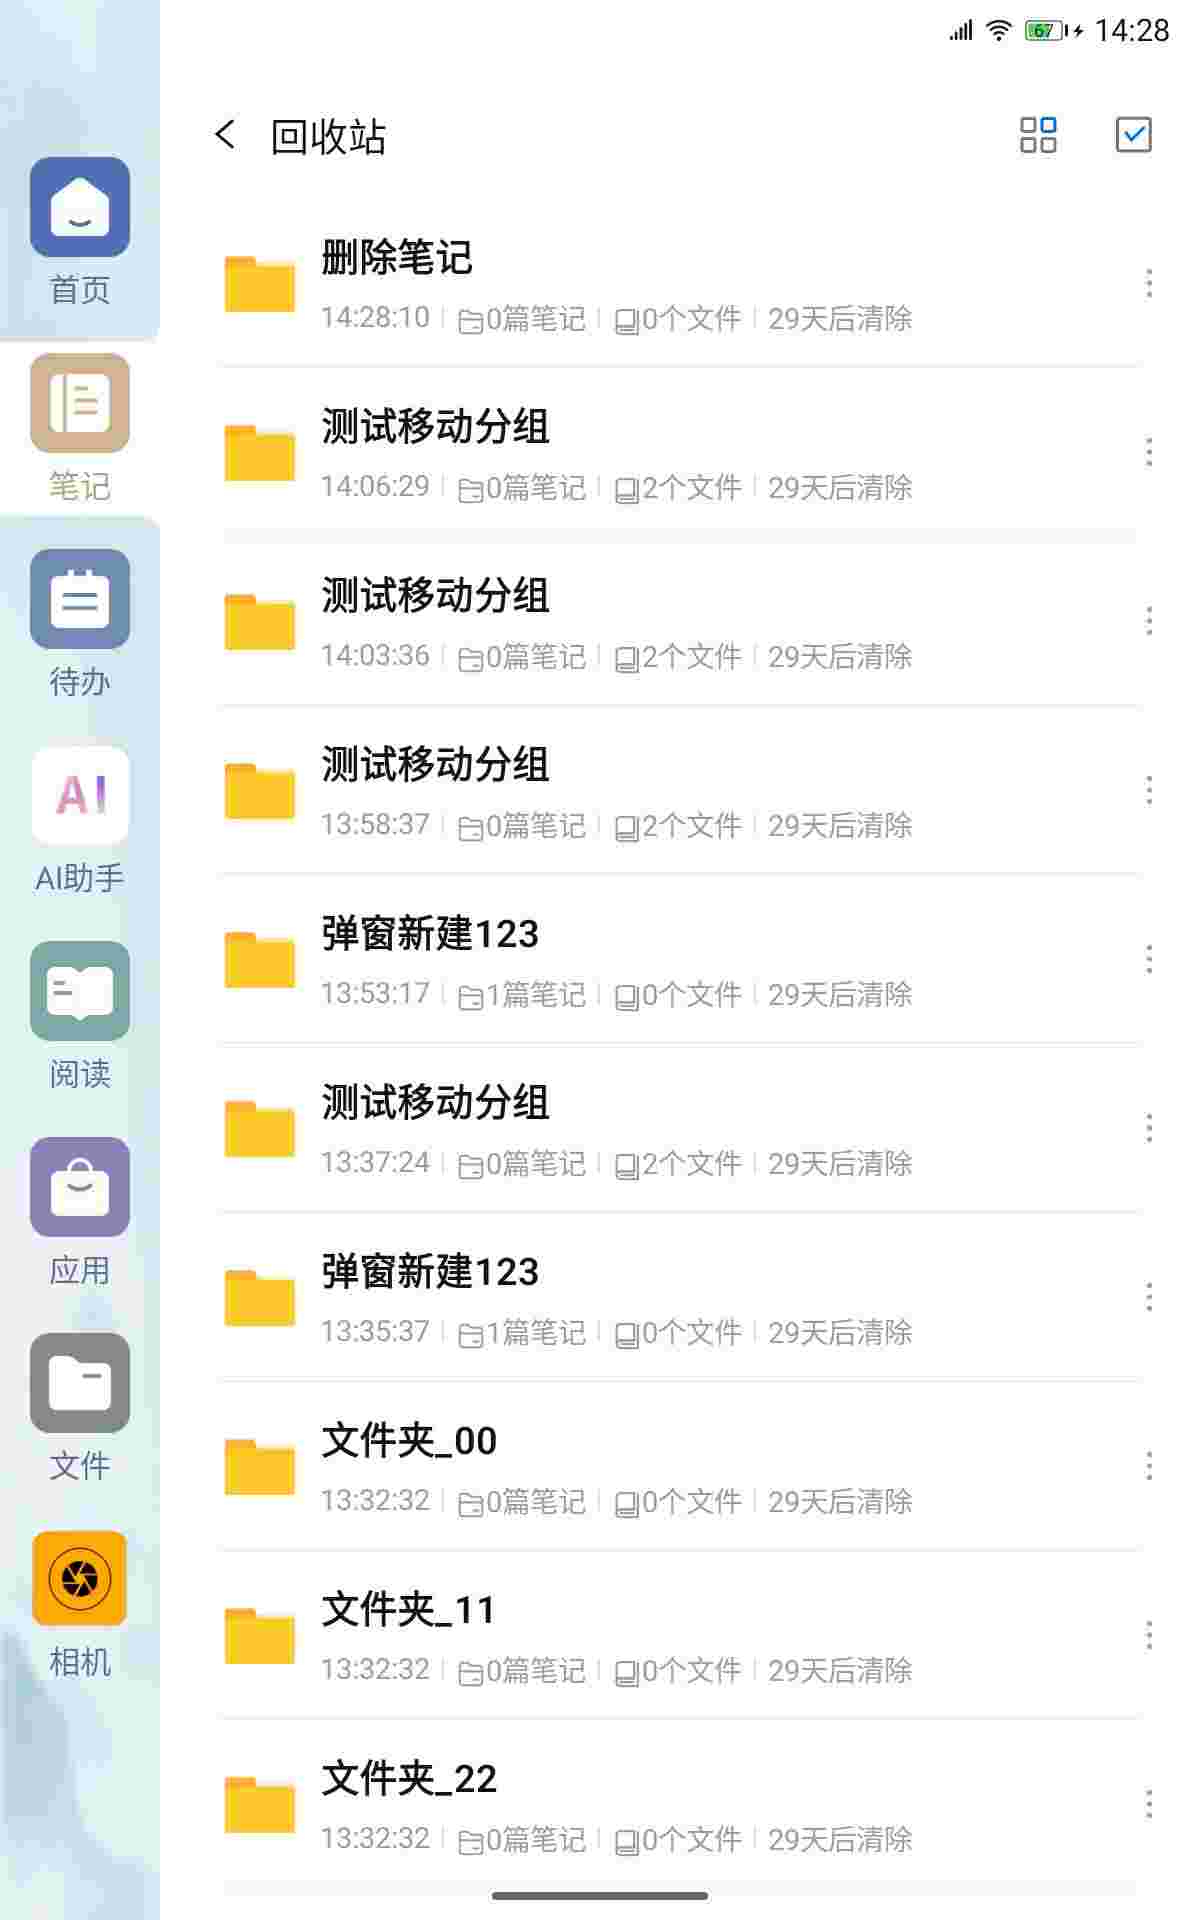 67 14:28
回收站
首页
笔记
待办
AI
AI助手
阅读
应用
文件
相机
删除笔记
14:28:10 0篇笔记 0个文件 29天后清除
测试移动分组
14:06:29 0篇笔记 2个文件 29天后清除
测试移动分组
14:03:36 0篇笔记 2个文件 29天后清除
测试移动分组
13:58:37 0篇笔记 2个文件 29天后清除
弹窗新建123
13:53:17 1篇笔记 0个文件 29天后清除
测试移动分组
13:37:24 0篇笔记 2个文件 29天后清除
弹窗新建123
13:35:37 1篇笔记 0个文件 29天后清除
文件夹_00
13:32:32 0篇笔记 0个文件 29天后清除
文件夹_11
13:32:32 0篇笔记 0个文件 29天后清除
文件夹_22
13:32:32 0篇笔记 0个文件 29天后清除